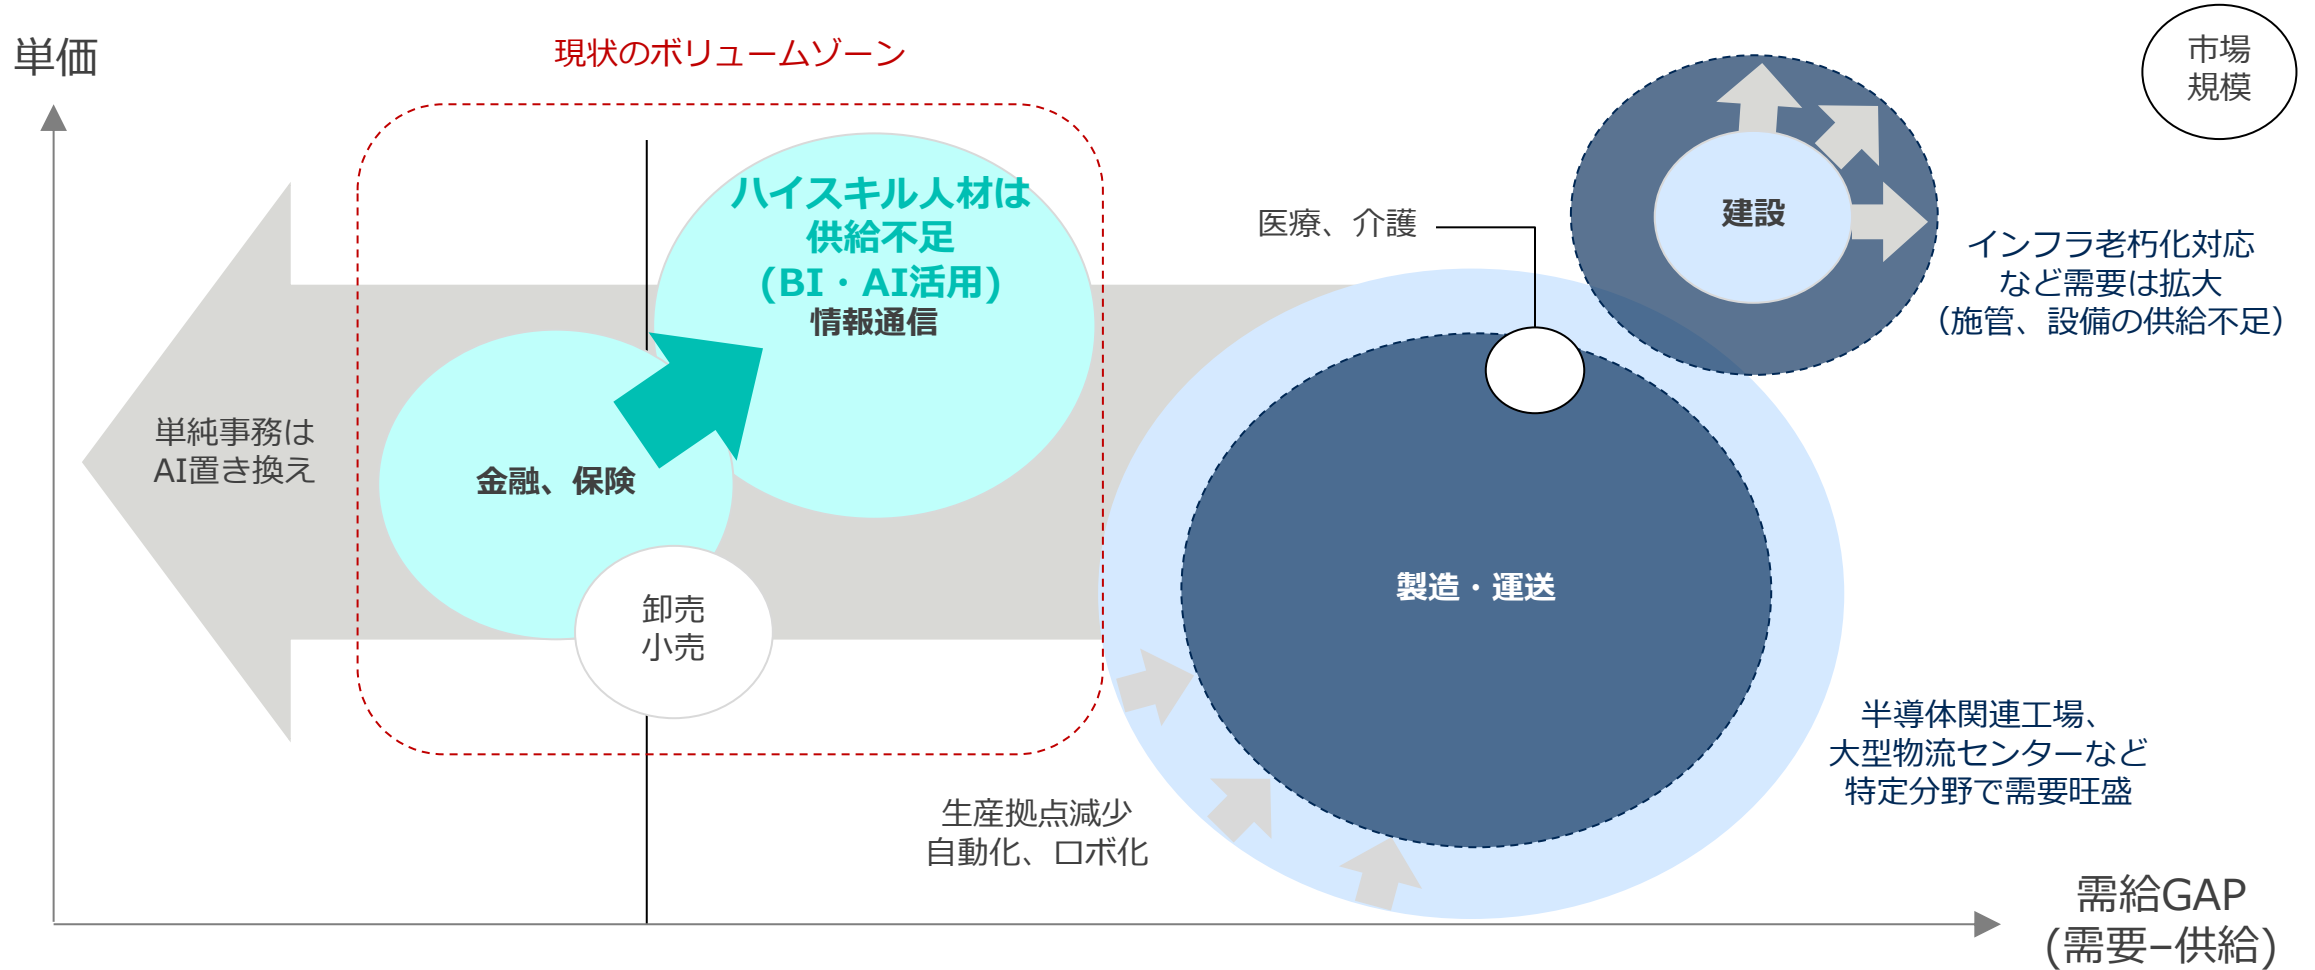 単価
現状のボリュームゾーン
市場
規模
ハイスキル人材は
供給不足
(BI・AI活用)
情報通信
医療、介護
建設
インフラ老朽化対応
など需要は拡大
（施管、設備の供給不足）
単純事務は
AI置き換え
金融、保険
卸売
小売
製造・運送
半導体関連工場、
大型物流センターなど
特定分野で需要旺盛
生産拠点減少
自動化、ロボ化
需給GAP
(需要−供給)